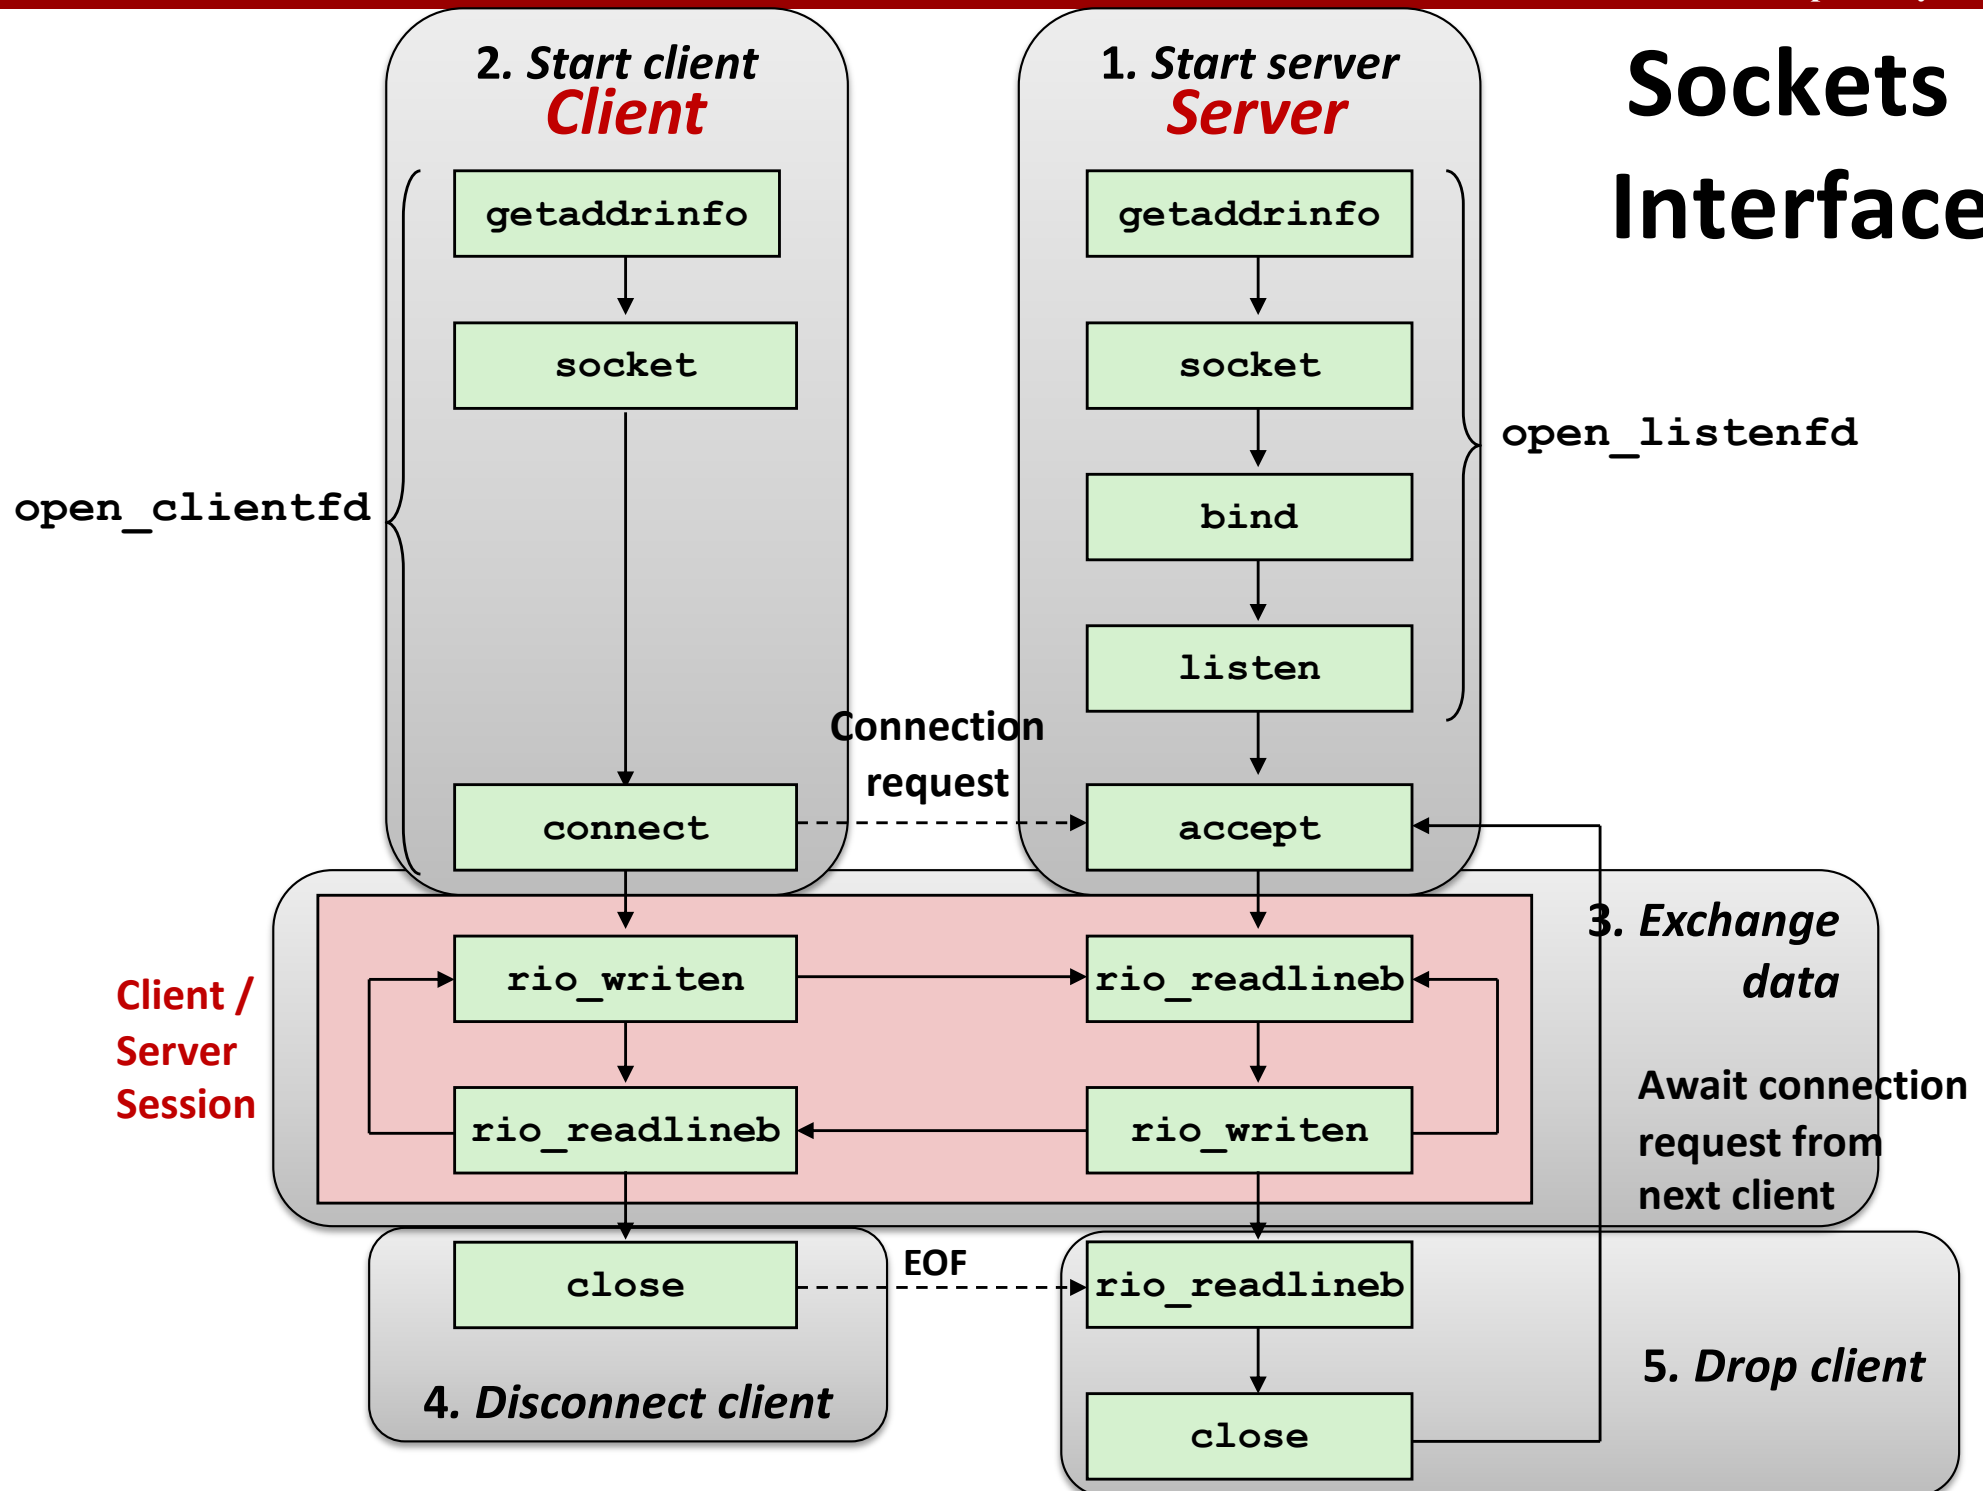 Sockets
Interface
2. Start client
Client
1. Start server
Server
getaddrinfo
getaddrinfo
socket
socket
open_listenfd
open_clientfd
bind
listen
Connection
request
connect
accept
3. Exchange
data
Client /
Server
Session
rio_writen
rio_readlineb
rio_readlineb
rio_writen
Await connection
request from
next client
close
EOF
rio_readlineb
4. Disconnect client
5. Drop client
close